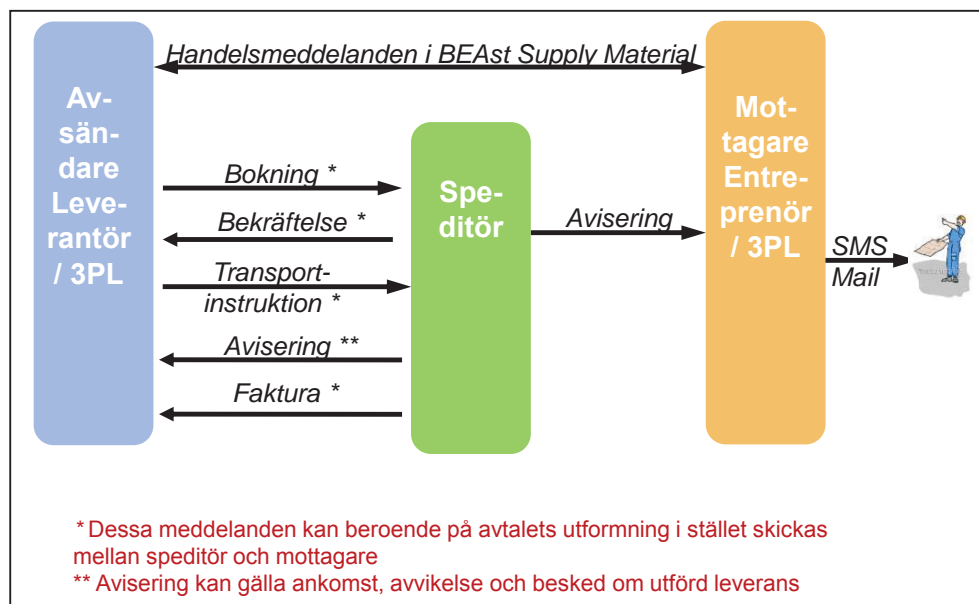 Handelsmeddelanden i BEAst Supply Material
Av-
sän-
dare
Leve-
rantör
/ 3PL
Bokning *
Bekräftelse *
Transport-
instruktion *
Avisering **
Faktura *
Spe-
ditör
Avisering
Mot-
tagare
Entre-
prenör
/ 3PL
SMS
Mail
* Dessa meddelanden kan beroende på avtalets utformning i stället skickas
mellan speditör och mottagare
** Avisering kan gälla ankomst, avvikelse och besked om utförd leverans